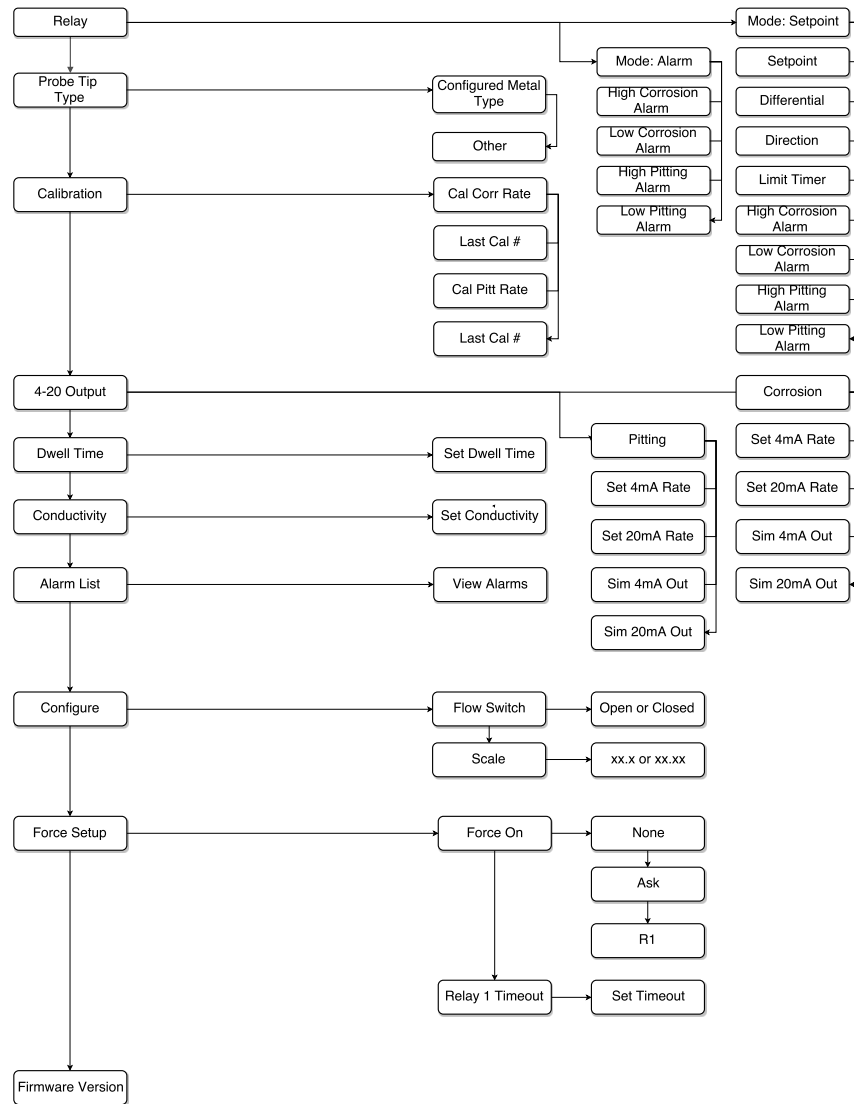 Relay
Mode: Setpoint
Mode: Alarm
Setpoint
Probe Tip
Type
Configured Metal
Type
High Corrosion
Alarm
Differential
Other
Low Corrosion
Alarm
Direction
Calibration
Cal Corr Rate
High Pitting
Alarm
Limit Timer
Low Pitting
Alarm
High Corrosion
Alarm
Last Cal #
Low Corrosion
Alarm
Cal Pitt Rate
High Pitting
Alarm
Last Cal #
Low Pitting
Alarm
4-20 Output
Corrosion
Dwell Time
Set Dwell Time
Pitting
Set 4mA Rate
Set 4mA Rate
Set 20mA Rate
Conductivity
Set Conductivity
Set 20mA Rate
Sim 4mA Out
Alarm List
View Alarms
Sim 4mA Out
Sim 20mA Out
Sim 20mA Out
Configure
Flow Switch
Open or Closed
Scale
xx.x or xx.xx
Force Setup
Force On
None
Ask
R1
Relay 1 Timeout
Set Timeout
Firmware Version